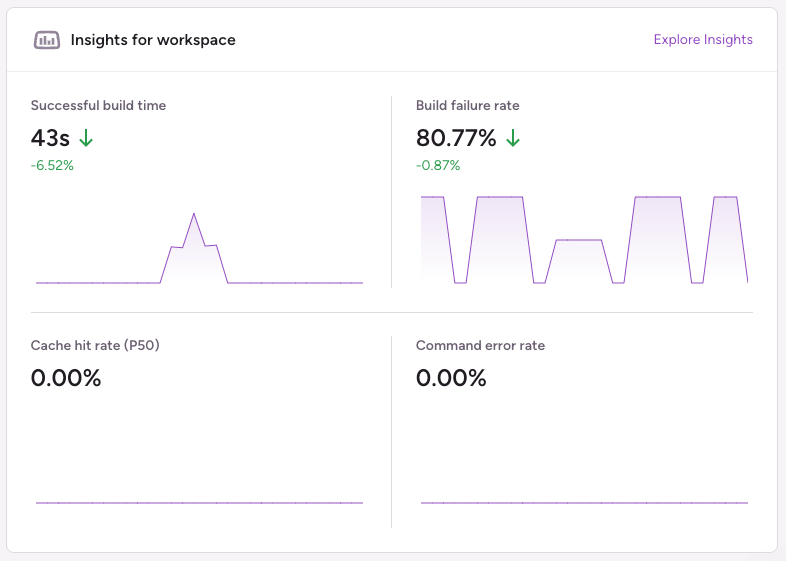 Insights for workspace
Explore Insights
Successful build time
43s
-6.52%
Build failure rate
80.77%
-0.87%
Cache hit rate (P50)
0.00%
Command error rate
0.00%